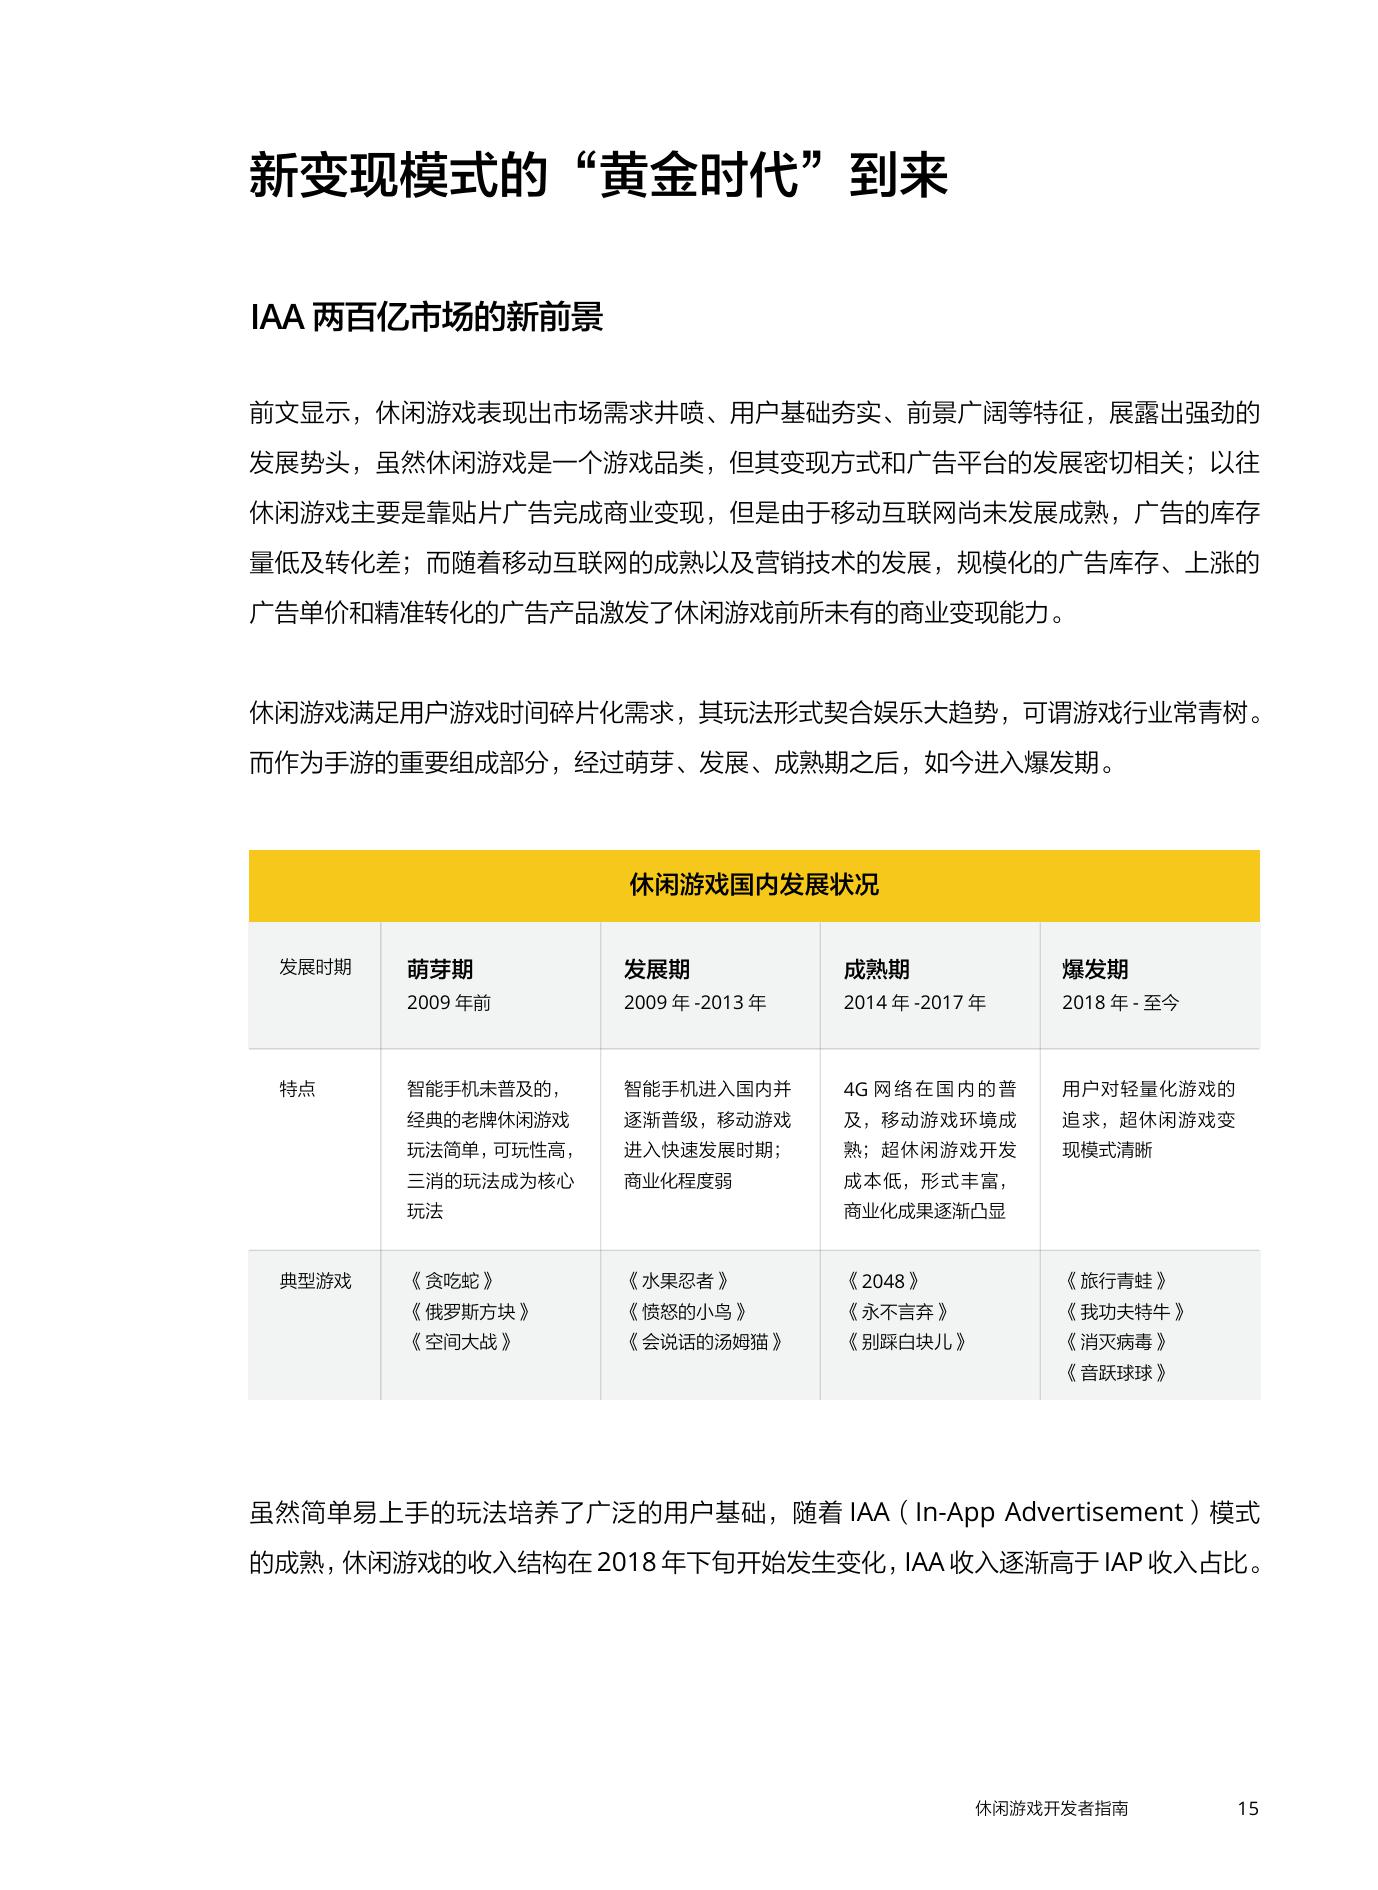 新变现模式的“黄金时代”到来
IAA 两百亿市场的新前景
前文显示，休闲游戏表现出市场需求井喷、用户基础夯实、前景广阔等特征，展露出强劲的
发展势头，虽然休闲游戏是一个游戏品类，但其变现方式和广告平台的发展密切相关；以往
休闲游戏主要是靠贴片广告完成商业变现，但是由于移动互联网尚未发展成熟，广告的库存
量低及转化差；而随着移动互联网的成熟以及营销技术的发展，规模化的广告库存、上涨的
广告单价和精准转化的广告产品激发了休闲游戏前所未有的商业变现能力。
休闲游戏满足用户游戏时间碎片化需求，其玩法形式契合娱乐大趋势，可谓游戏行业常青树。
而作为手游的重要组成部分，经过萌芽、发展、成熟期之后，如今进入爆发期。
休闲游戏国内发展状况
发展时期
萌芽期
2009 年前
发展期
2009 年 -2013 年
成熟期
2014 年 -2017 年
爆发期
2018 年 - 至今
特点
智能手机未普及的，
经典的老牌休闲游戏
玩法简单，可玩性高，
三消的玩法成为核心
玩法
智能手机进入国内并
逐渐普级，移动游戏
进入快速发展时期；
商业化程度弱
4G 网络在国内的普
及，移动游戏环境成
熟；超休闲游戏开发
成本低，形式丰富，
商业化成果逐渐凸显
用户对轻量化游戏的
追求，超休闲游戏变
现模式清晰
典型游戏
《 贪吃蛇 》
《 俄罗斯方块 》
《 空间大战 》
《 水果忍者 》
《 愤怒的小鸟 》
《 会说话的汤姆猫 》
《 2048 》
《 永不言弃 》
《 别踩白块儿 》
《 旅行青蛙 》
《 我功夫特牛 》
《 消灭病毒 》
《 音跃球球 》
虽然简单易上手的玩法培养了广泛的用户基础，随着 IAA（ In-App Advertisement ）模式
的成熟，休闲游戏的收入结构在 2018 年下旬开始发生变化，IAA 收入逐渐高于 IAP 收入占比。
休闲游戏开发者指南
15